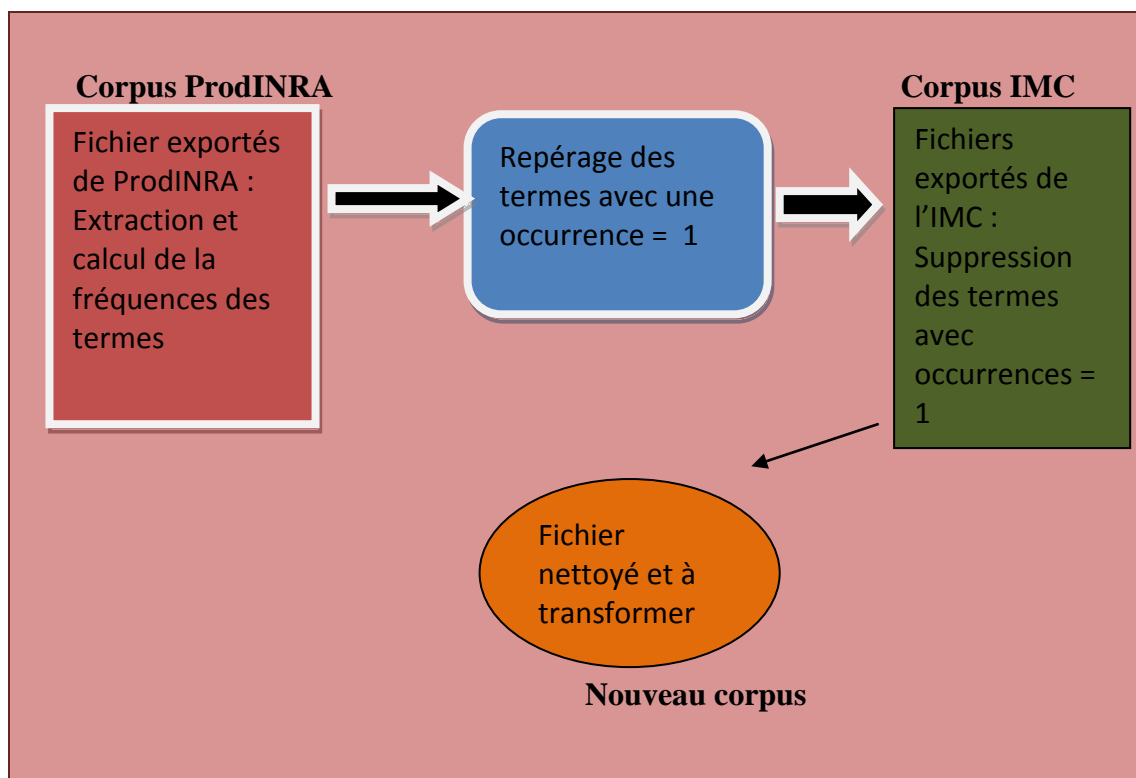 Corpus ProdINRA
Fichier exportés
de ProdINRA :
Extraction et
calcul de la
fréquences des
termes
Repérage des
termes avec une
occurrence =  1
Corpus IMC
Fichiers
exportés de
l’IMC :
Suppression
des termes
avec
occurrences =
1
Fichier
nettoyé et à
transformer
Nouveau corpus